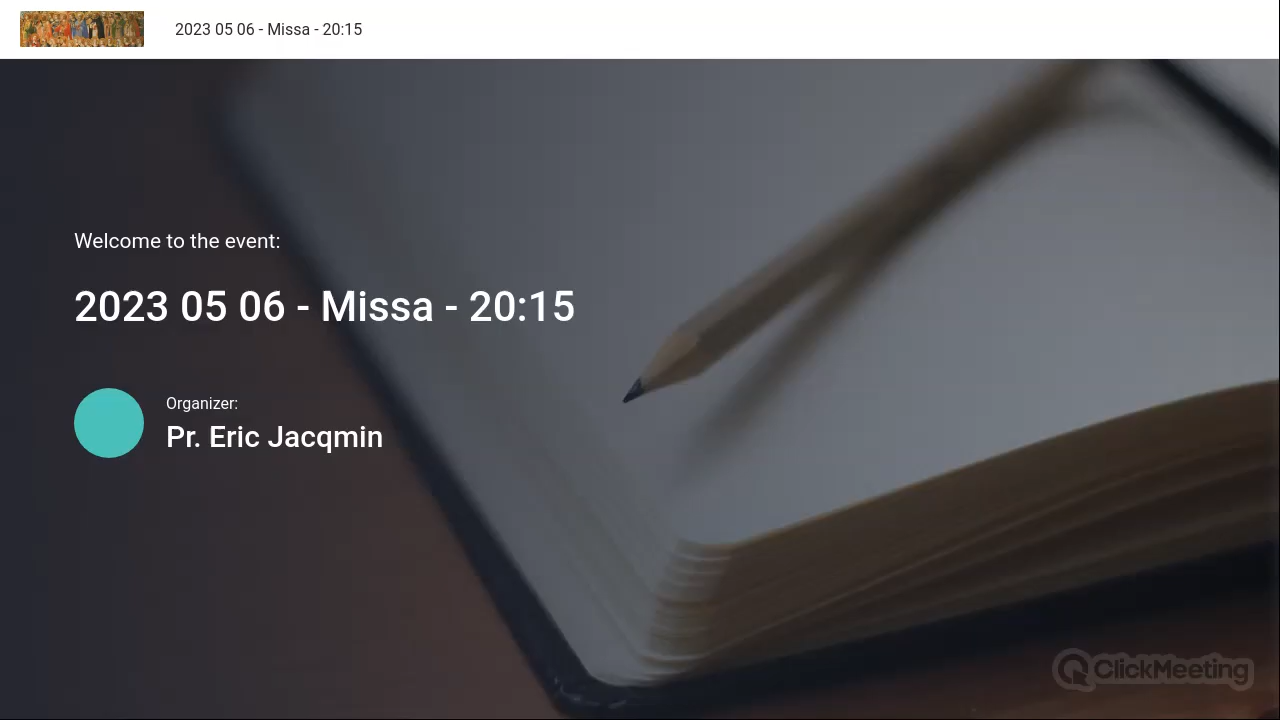 2023 05 06 - Missa - 20:15
Welcome to the event:
2023 05 06 - Missa - 20:15
Organizer:
Pr. Eric Jacqmin
ClickMeeting